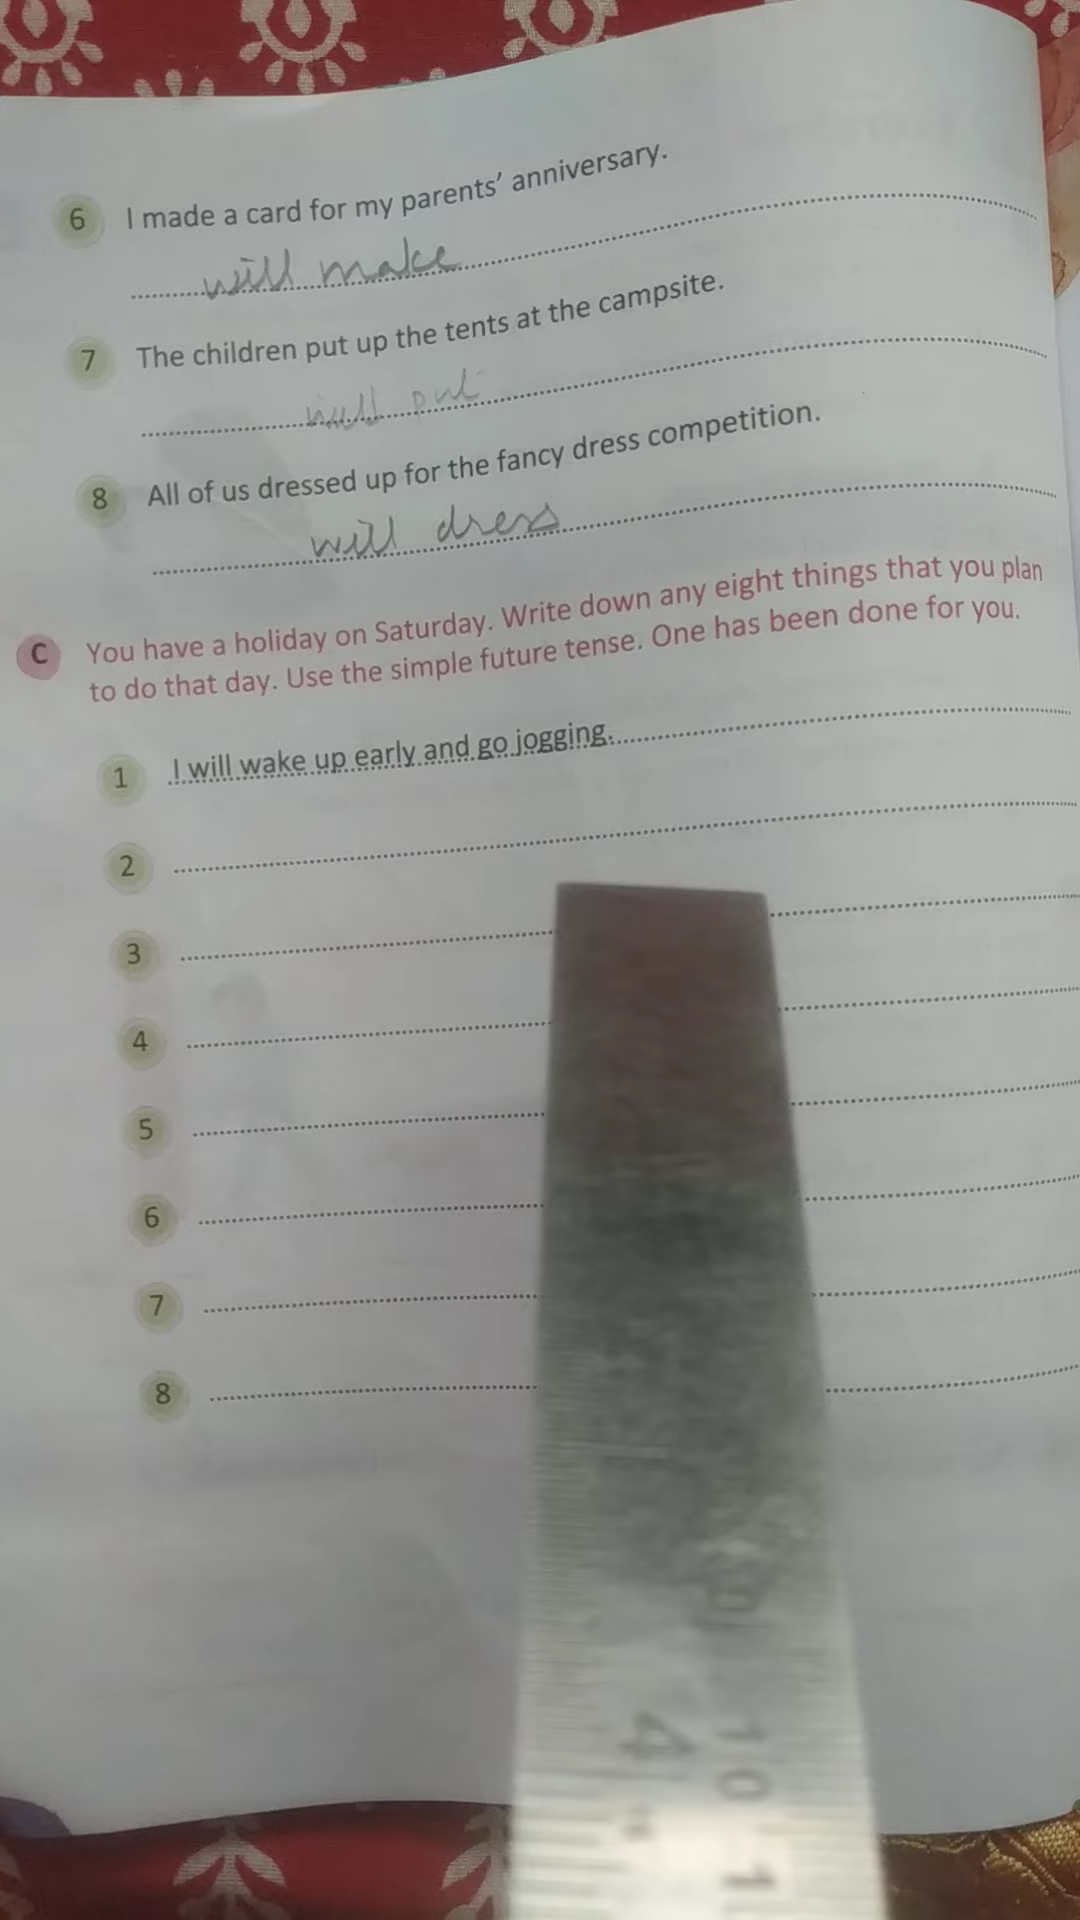 6 I made a card for my parents’ anniversary.
will make
7 The children put up the tents at the campsite.
will put
8 All of us dressed up for the fancy dress competition.
will dress
C You have a holiday on Saturday. Write down any eight things that you plan
to do that day. Use the simple future tense. One has been done for you.
1 I will wake up early and go jogging.
2
3
4
5
6
7
8
4
10
1